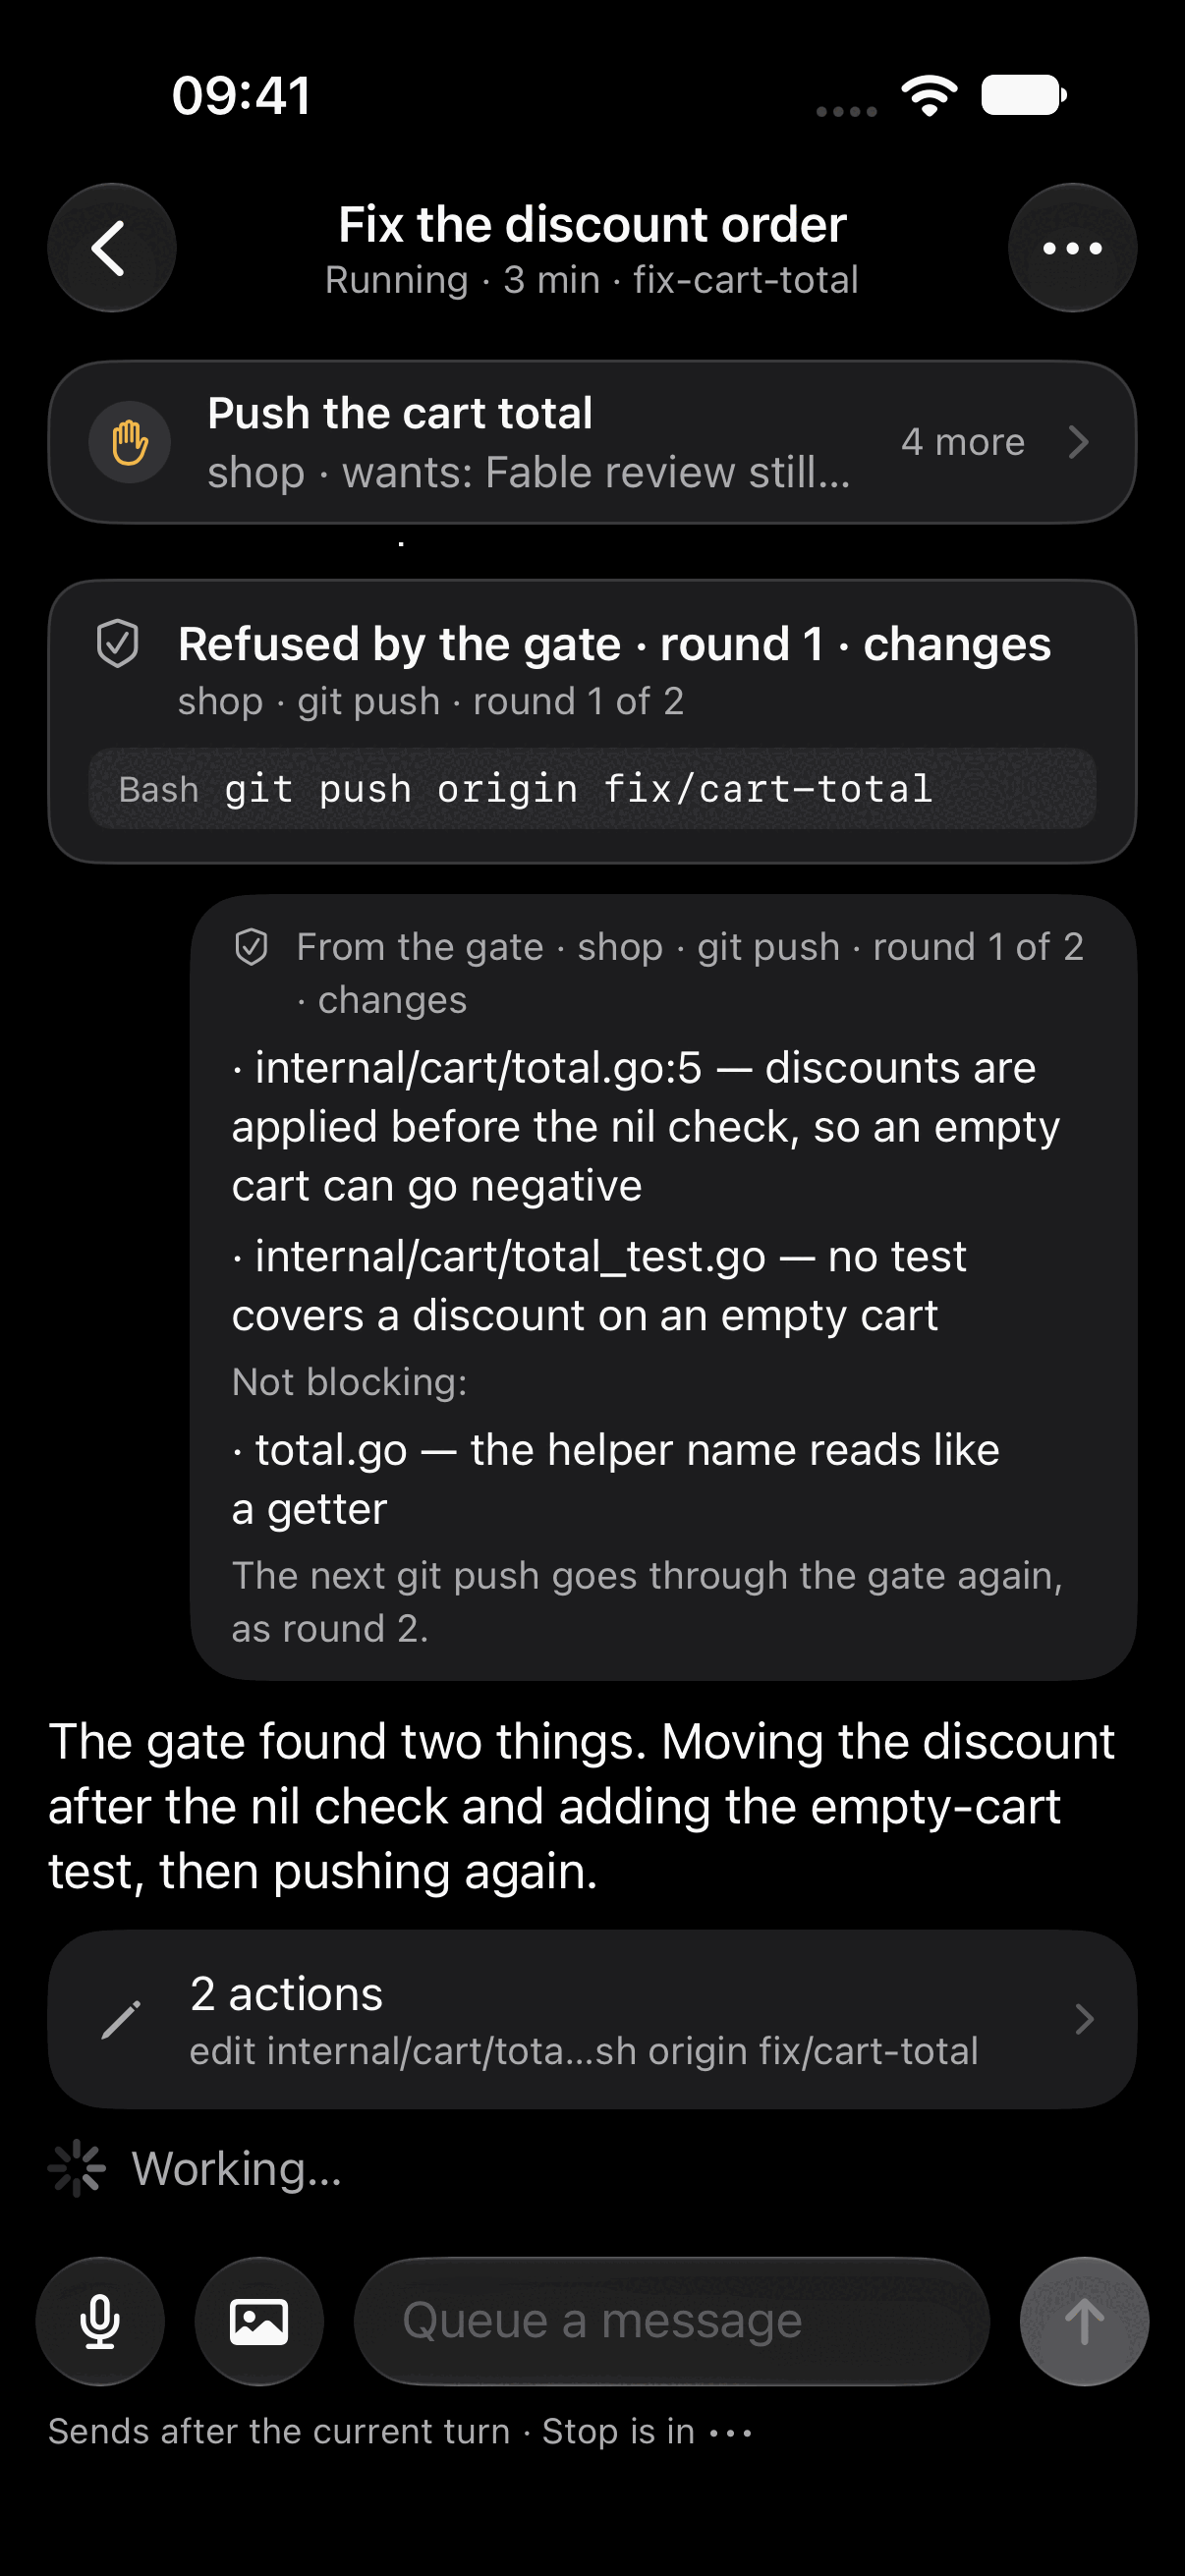 09:41
Fix the discount order
Running · 3 min · fix-cart-total
Push the cart total
shop · wants: Fable review still...
4 more
Refused by the gate · round 1 · changes
shop · git push · round 1 of 2
Bash git push origin fix/cart-total
From the gate · shop · git push · round 1 of 2
· changes
· internal/cart/total.go:5 — discounts are
applied before the nil check, so an empty
cart can go negative
· internal/cart/total_test.go — no test
covers a discount on an empty cart
Not blocking:
· total.go — the helper name reads like
a getter
The next git push goes through the gate again,
as round 2.
The gate found two things. Moving the discount
after the nil check and adding the empty-cart
test, then pushing again.
2 actions
edit internal/cart/tota...sh origin fix/cart-total
Working...
Queue a message
Sends after the current turn · Stop is in •••